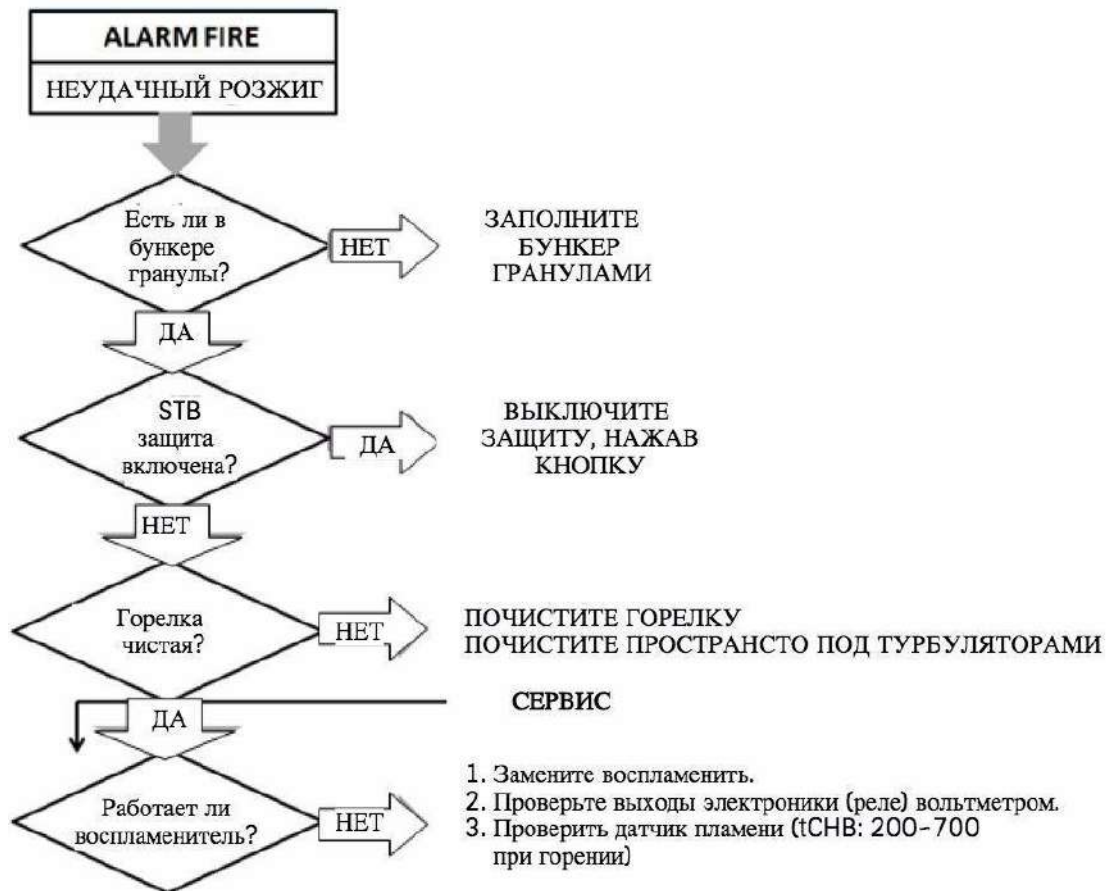 ALARM FIRE
НЕУДАЧНЫЙ РОЗЖИГ
Есть ли в
бункере
гранулы?
НЕТ
ЗАПОЛНИТЕ
БУНКЕР
ГРАНУЛАМИ
ДА
STB
защита
включена?
ДА
ВЫКЛЮЧИТЕ
ЗАЩИТУ, НАЖАВ
КНОПКУ
НЕТ
Горелка
чистая?
НЕТ
ПОЧИСТИТЕ ГОРЕЛКУ
ПОЧИСТИТЕ ПРОСТРАНСТО ПОД ТУРБУЛЯТОРАМИ
СЕРВИС
ДА
Работает ли
воспламенитель?
НЕТ
1. Замените воспламенить.
2. Проверьте выходы электроники (реле) вольтметром.
3. Проверить датчик пламени (tCHB: 200-700
при горении)